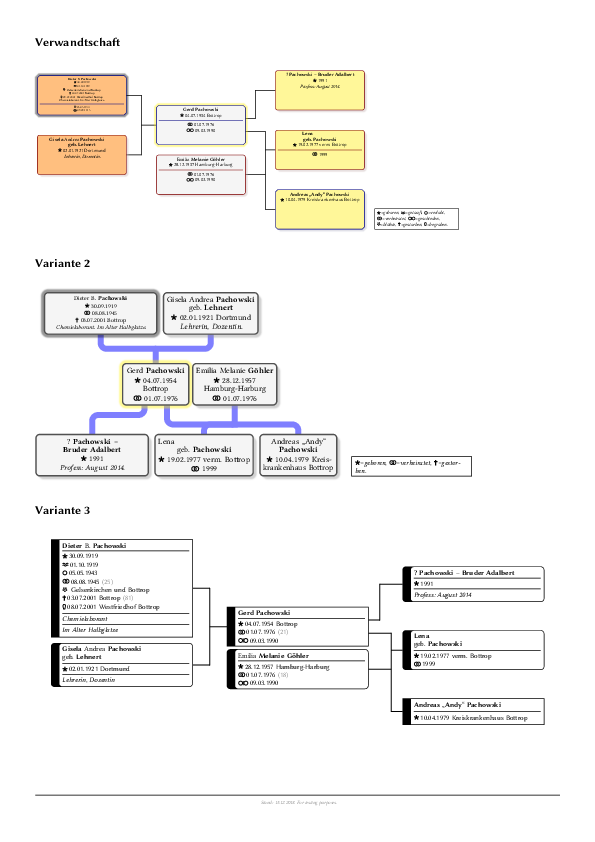 Verwandtschaft
Dieter B. Pachowski
Gisela Andrea Pachowski
geb. Lehnert
★ 02.01.1921 Dortmund
Lehrerin, Dozentin.
Gerd Pachowski
★ 04.07.1954 Bottrop
⚭ 01.07.1976
⚮ 09.03.1990
Emilia Melanie Göhler
★ 28.12.1957 Hamburg-Harburg
⚭ 01.07.1976
⚮ 09.03.1990
? Pachowski – Bruder Adalbert
★ 1991
Profess: August 2014.
Lena
geb. Pachowski
★ 19.02.1977 verm. Bottrop
⚭ 1999
Andreas „Andy“ Pachowski
★ 10.04.1979 Kreiskrankenhaus Bottrop
Variante 2
Dieter B. Pachowski
★ 30.09.1919
⚭ 08.08.1945
✝ 03.07.2001 Bottrop
Chemielaborant. Im Alter Halbglatze.
Gisela Andrea Pachowski
geb. Lehnert
★ 02.01.1921 Dortmund
Lehrerin, Dozentin.
Gerd Pachowski
★ 04.07.1954
Bottrop
⚭ 01.07.1976
Emilia Melanie Göhler
★ 28.12.1957
Hamburg-Harburg
⚭ 01.07.1976
? Pachowski –
Bruder Adalbert
★ 1991
Profess: August 2014.
Lena
geb. Pachowski
★ 19.02.1977 verm. Bottrop
⚭ 1999
Andreas „Andy“
Pachowski
★ 10.04.1979 Kreis-
krankenhaus Bottrop
★=geboren, ⚭=verheiratet, ✝=gestor-
ben.
Variante 3
Dieter B. Pachowski
★ 30.09.1919
01.10.1919
05.05.1943
⚭ 08.08.1945 (25)
Gelsenkirchen und Bottrop
✝ 03.07.2001 Bottrop (81)
08.07.2001 Westfriedhof Bottrop
Chemielaborant
Im Alter Halbglatze
Gisela Andrea Pachowski
geb. Lehnert
★ 02.01.1921 Dortmund
Lehrerin, Dozentin
Gerd Pachowski
★ 04.07.1954 Bottrop
⚭ 01.07.1976 (21)
⚮ 09.03.1990
Emilia Melanie Göhler
★ 28.12.1957 Hamburg-Harburg
⚭ 01.07.1976 (18)
⚮ 09.03.1990
? Pachowski – Bruder Adalbert
★ 1991
Profess: August 2014
Lena
geb. Pachowski
★ 19.02.1977 verm. Bottrop
⚭ 1999
Andreas „Andy“ Pachowski
★ 10.04.1979 Kreiskrankenhaus Bottrop